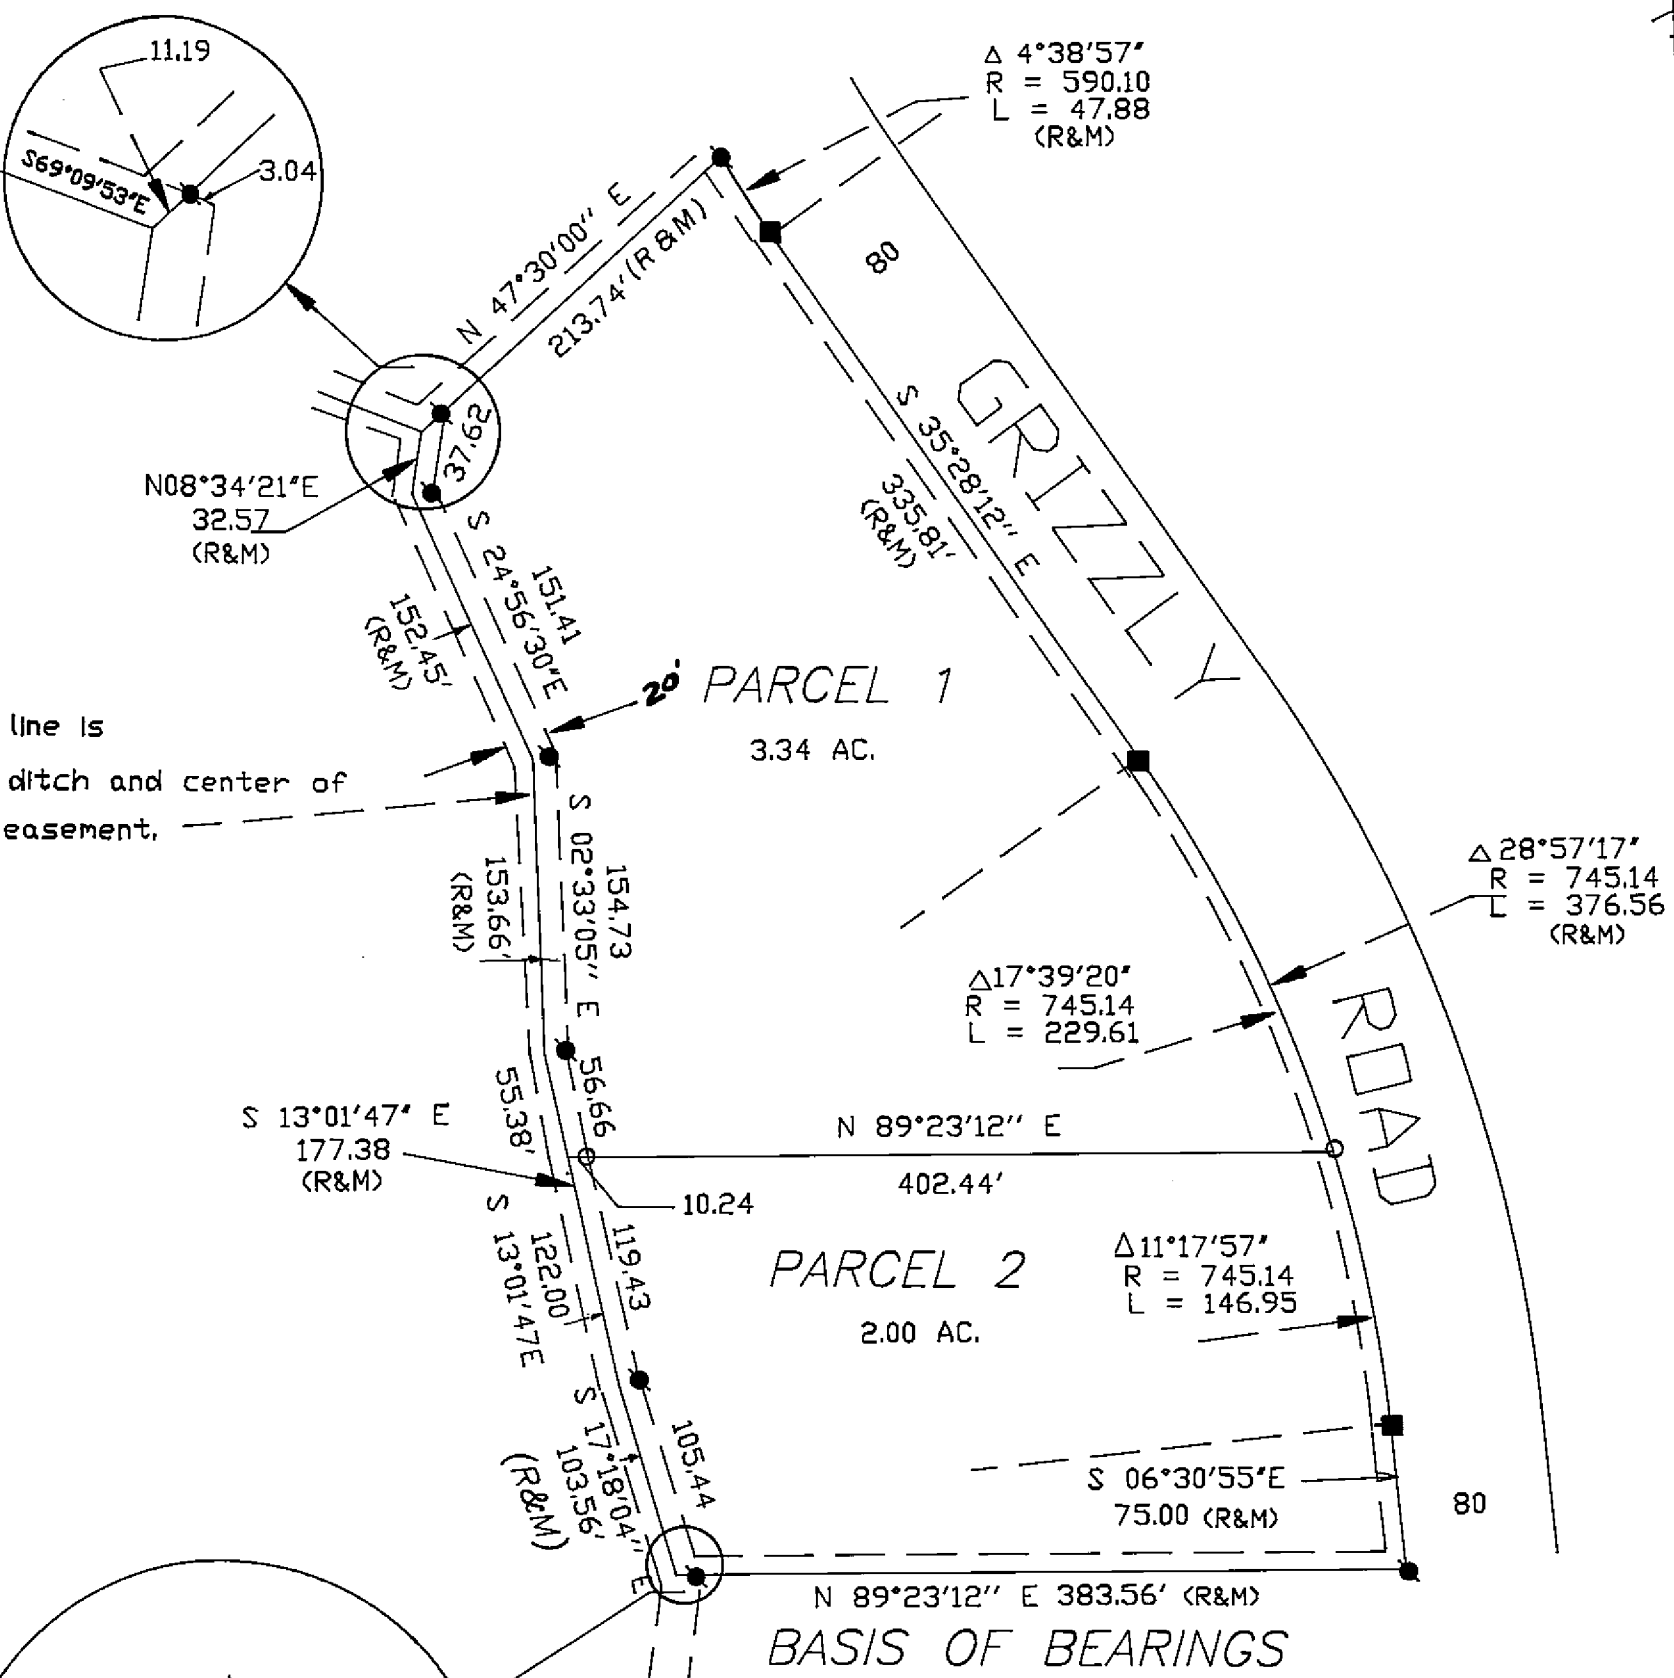 11.19
S69°09'53"E
3.04
Δ 4°38'57"
R = 590.10
L = 47.88
(R&M)
N 47°30'00" E
213.74' (R&M)
80
GRIZZLY
ROAD
37.62
N08°34'21"E
32.57
(R&M)
S 35°28'12" E
335.81'
(R&M)
S 24°56'30"E
151.41
152.45'
(R&M)
20'
PARCEL 1
3.34 AC.
line is
ditch and center of
easement.
S 02°33'05" E
154.73
153.66'
(R&M)
Δ 28°57'17"
R = 745.14
L = 376.56
(R&M)
Δ17°39'20"
R = 745.14
L = 229.61
56.66
55.38'
S 13°01'47" E
177.38
(R&M)
N 89°23'12" E
402.44'
10.24
119.43
122.00
S 13°01'47E
PARCEL 2
2.00 AC.
Δ11°17'57"
R = 745.14
L = 146.95
S 17°18'04" E
103.56'
(R&M)
105.44
S 06°30'55"E
75.00 (R&M)
80
N 89°23'12" E 383.56' (R&M)
BASIS OF BEARINGS